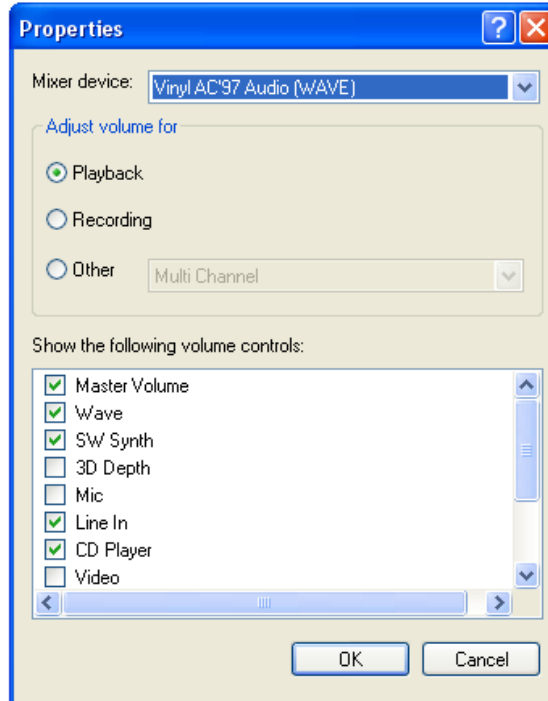 Properties
Mixer device: Vinyl AC'97 Audio (WAVE)
Adjust volume for
Playback
Recording
Other Multi Channel
Show the following volume controls:
Master Volume
Wave
SW Synth
3D Depth
Mic
Line In
CD Player
Video
OK Cancel